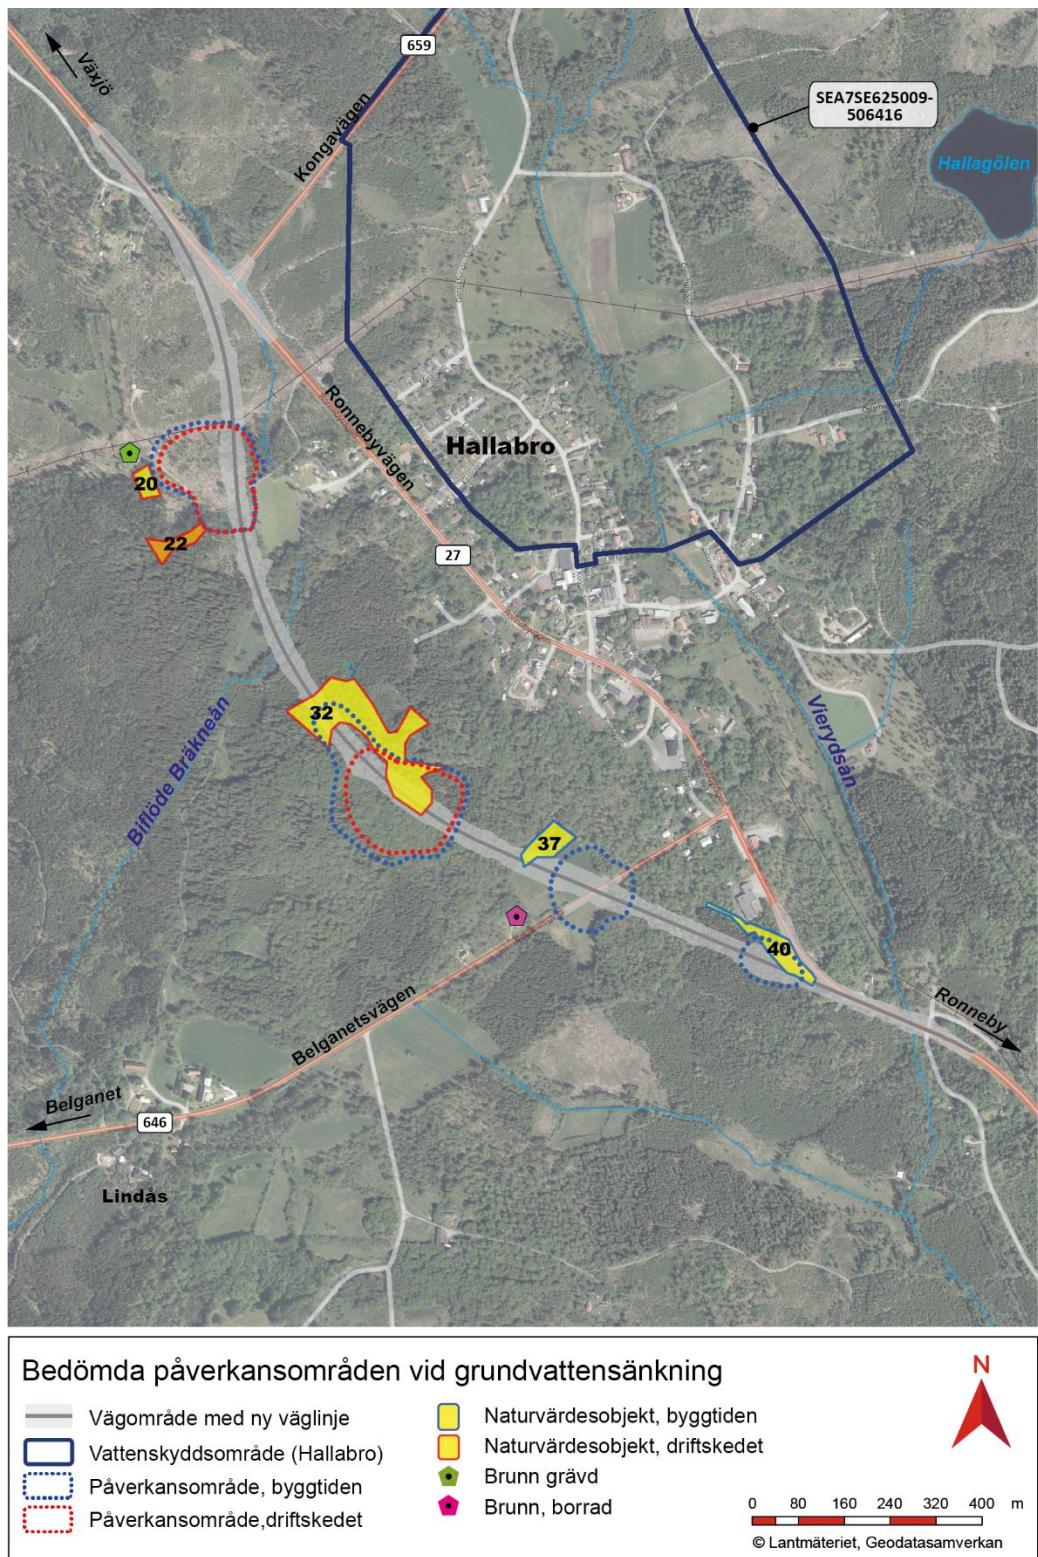 Växjö
659
Kongavägen
SEA7SE625009-
506416
Hallagölen
Ronnebyvägen
Hallabro
20
22
27
32
Biflöde Bräkneån
Vierydsån
37
40
Ronneby
Belganetsvägen
Belganet
646
Lindås
Bedömda påverkansområden vid grundvattensänkning
Vägområde med ny väglinje
Vattenskyddsområde (Hallabro)
Påverkansområde, byggtiden
Påverkansområde,driftskedet
Naturvärdesobjekt, byggtiden
Naturvärdesobjekt, driftskedet
Brunn grävd
Brunn, borrad
N
0 80 160 240 320 400 m
© Lantmäteriet, Geodatasamverkan